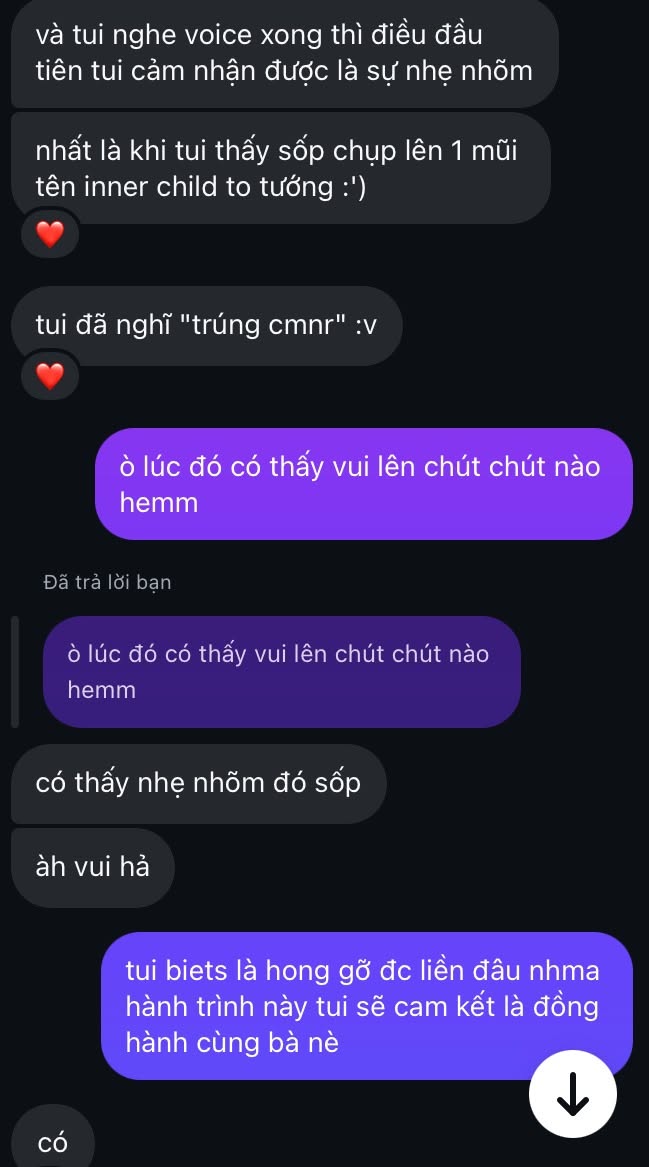 và tui nghe voice xong thì điều đầu
tiên tui cảm nhận được là sự nhẹ nhõm
nhất là khi tui thấy sốp chụp lên 1 mũi
tên inner child to tướng :')
tui đã nghĩ "trúng cmnr" :v
ò lúc đó có thấy vui lên chút chút nào
hemm
Đã trả lời bạn
ò lúc đó có thấy vui lên chút chút nào
hemm
có thấy nhẹ nhõm đó sốp
àh vui hả
tui biets là hong gỡ đc liền đâu nhma
hành trình này tui sẽ cam kết là đồng
hành cùng bà nè
có